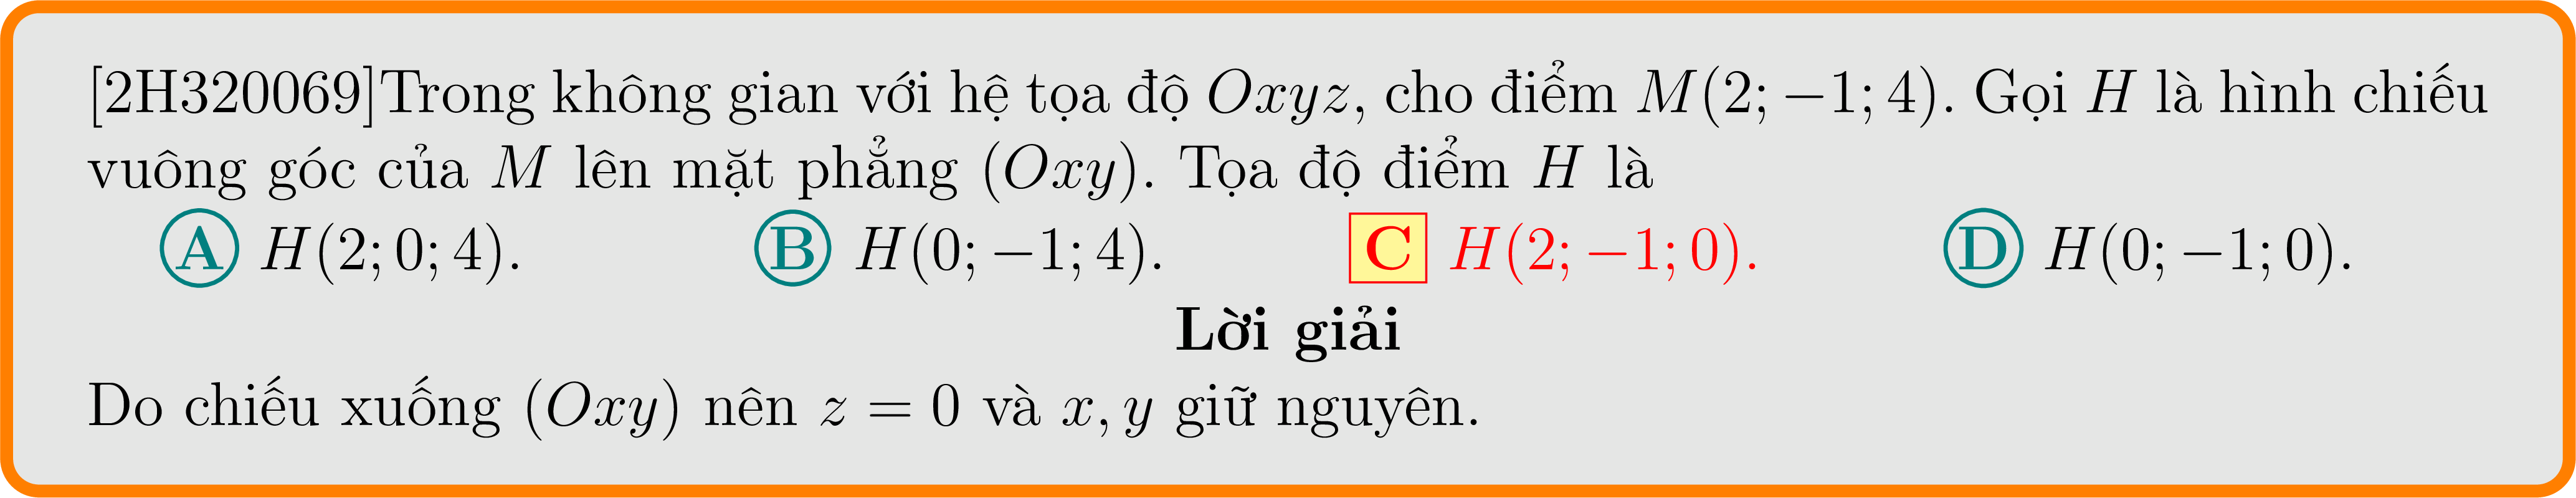 [2H320069]Trong không gian với hệ tọa độ Oxyz, cho điểm M(2; −1; 4). Gọi H là hình chiếu
vuông góc của M lên mặt phẳng (Oxy). Tọa độ điểm H là
A H(2; 0; 4). B H(0; −1; 4). C H(2; −1; 0). D H(0; −1; 0).
Lời giải
Do chiếu xuống (Oxy) nên z = 0 và x, y giữ nguyên.